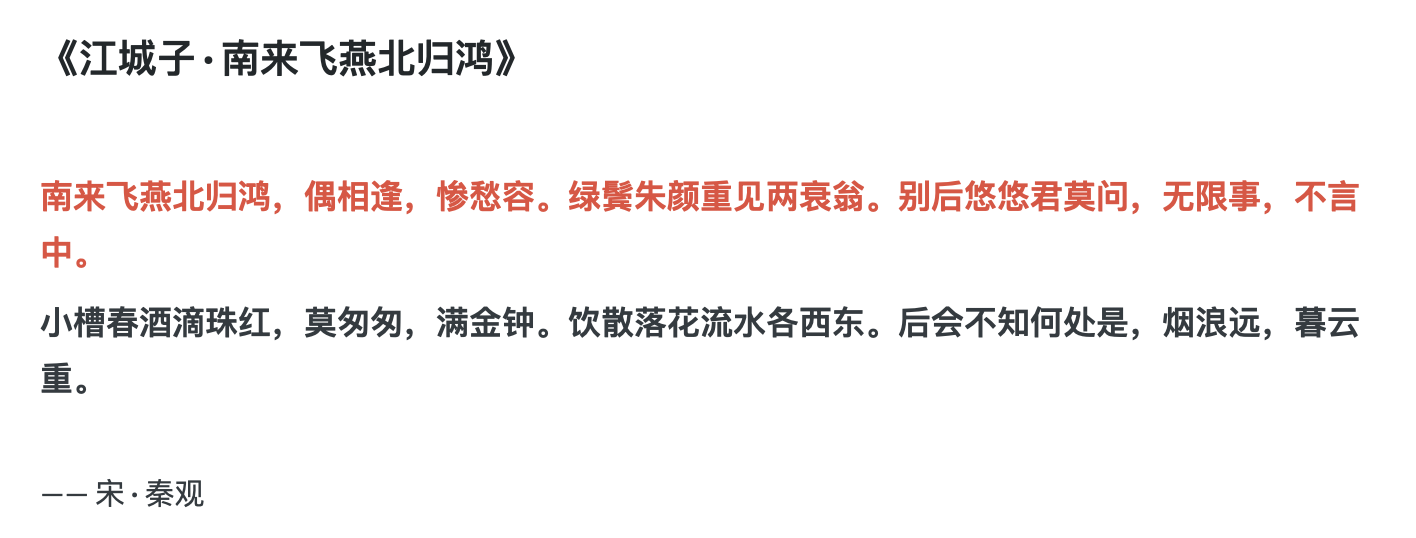 《江城子·南来飞燕北归鸿》
南来飞燕北归鸿，偶相逢，惨愁容。绿鬓朱颜重见两衰翁。别后悠悠君莫问，无限事，不言
中。
小槽春酒滴珠红，莫匆匆，满金钟。饮散落花流水各西东。后会不知何处是，烟浪远，暮云
重。
—— 宋·秦观